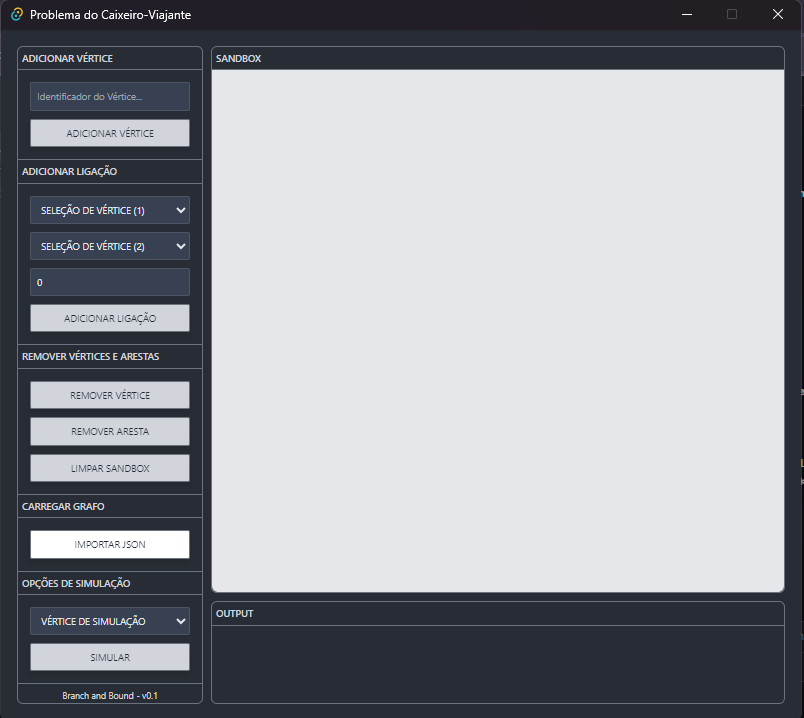 Problema do Caixeiro-Viajante
ADICIONAR VÉRTICE
Identificador do Vértice...
ADICIONAR VÉRTICE
ADICIONAR LIGAÇÃO
SELEÇÃO DE VÉRTICE (1)
SELEÇÃO DE VÉRTICE (2)
0
ADICIONAR LIGAÇÃO
REMOVER VÉRTICES E ARESTAS
REMOVER VÉRTICE
REMOVER ARESTA
LIMPAR SANDBOX
CARREGAR GRAFO
IMPORTAR JSON
OPÇÕES DE SIMULAÇÃO
VÉRTICE DE SIMULAÇÃO
SIMULAR
Branch and Bound - v0.1
SANDBOX
OUTPUT